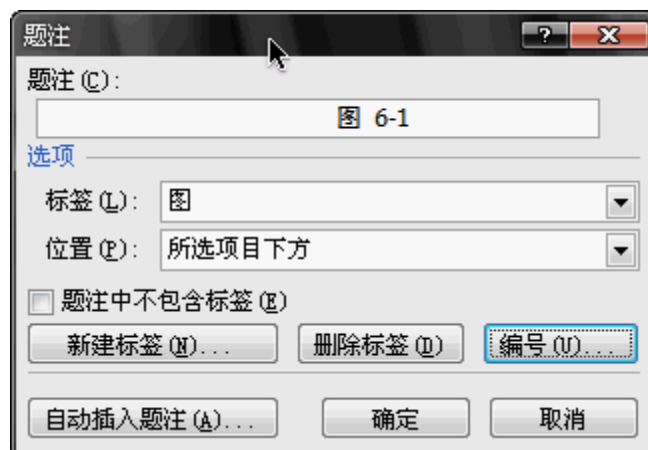 题注
题注(C):
图 6-1
选项
标签(L): 图
位置(P): 所选项目下方
题注中不包含标签(E)
新建标签(N)... 删除标签(D) 编号(U)...
自动插入题注(A)... 确定 取消